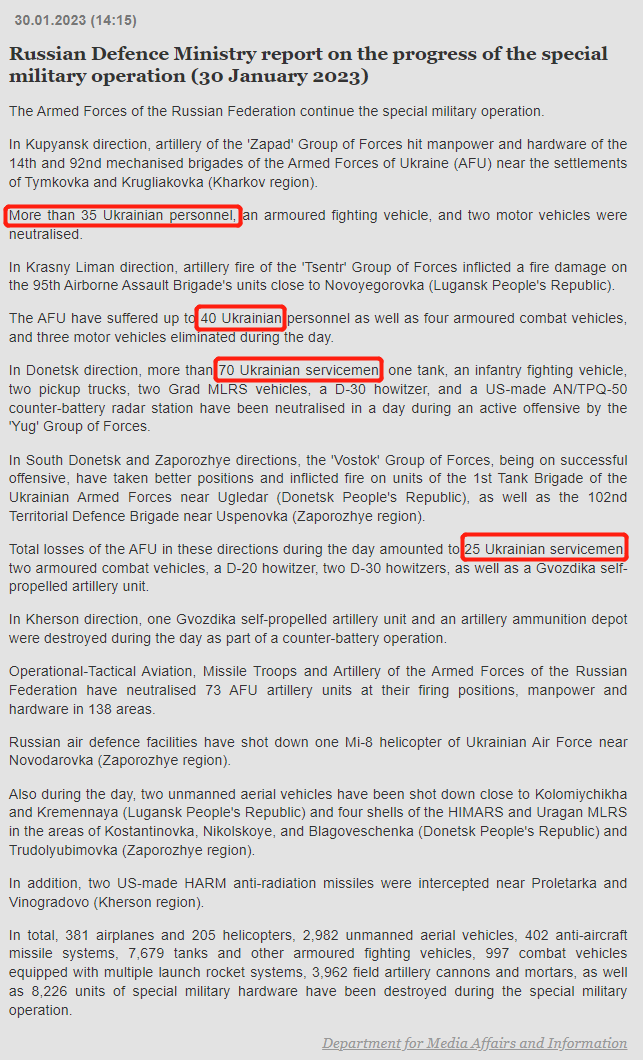 30.01.2023 (14:15)
Russian Defence Ministry report on the progress of the special
military operation (30 January 2023)
The Armed Forces of the Russian Federation continue the special military operation.
In Kupyansk direction, artillery of the 'Zapad' Group of Forces hit manpower and hardware of the
14th and 92nd mechanised brigades of the Armed Forces of Ukraine (AFU) near the settlements
of Tymkovka and Krugliakovka (Kharkov region).
More than 35 Ukrainian personnel, an armoured fighting vehicle, and two motor vehicles were
neutralised.
In Krasny Liman direction, artillery fire of the 'Tsentr' Group of Forces inflicted a fire damage on
the 95th Airborne Assault Brigade's units close to Novoyegorovka (Lugansk People's Republic).
The AFU have suffered up to 40 Ukrainian personnel as well as four armoured combat vehicles,
and three motor vehicles eliminated during the day.
In Donetsk direction, more than 70 Ukrainian servicemen one tank, an infantry fighting vehicle,
two pickup trucks, two Grad MLRS vehicles, a D-30 howitzer, and a US-made AN/TPQ-50
counter-battery radar station have been neutralised in a day during an active offensive by the
'Yug' Group of Forces.
In South Donetsk and Zaporozhye directions, the 'Vostok' Group of Forces, being on successful
offensive, have taken better positions and inflicted fire on units of the 1st Tank Brigade of the
Ukrainian Armed Forces near Ugledar (Donetsk People's Republic), as well as the 102nd
Territorial Defence Brigade near Uspenovka (Zaporozhye region).
Total losses of the AFU in these directions during the day amounted to 25 Ukrainian servicemen
two armoured combat vehicles, a D-20 howitzer, two D-30 howitzers, as well as a Gvozdika self-
propelled artillery unit.
In Kherson direction, one Gvozdika self-propelled artillery unit and an artillery ammunition depot
were destroyed during the day as part of a counter-battery operation.
Operational-Tactical Aviation, Missile Troops and Artillery of the Armed Forces of the Russian
Federation have neutralised 73 AFU artillery units at their firing positions, manpower and
hardware in 138 areas.
Russian air defence facilities have shot down one Mi-8 helicopter of Ukrainian Air Force near
Novodarovka (Zaporozhye region).
Also during the day, two unmanned aerial vehicles have been shot down close to Kolomiychikha
and Kremennaya (Lugansk People's Republic) and four shells of the HIMARS and Uragan MLRS
in the areas of Kostantinovka, Nikolskoye, and Blagoveschenka (Donetsk People's Republic) and
Trudolyubimovka (Zaporozhye region).
In addition, two US-made HARM anti-radiation missiles were intercepted near Proletarka and
Vinogradovo (Kherson region).
In total, 381 airplanes and 205 helicopters, 2,982 unmanned aerial vehicles, 402 anti-aircraft
missile systems, 7,679 tanks and other armoured fighting vehicles, 997 combat vehicles
equipped with multiple launch rocket systems, 3,962 field artillery cannons and mortars, as well
as 8,226 units of special military hardware have been destroyed during the special military
operation.
Department for Media Affairs and Information